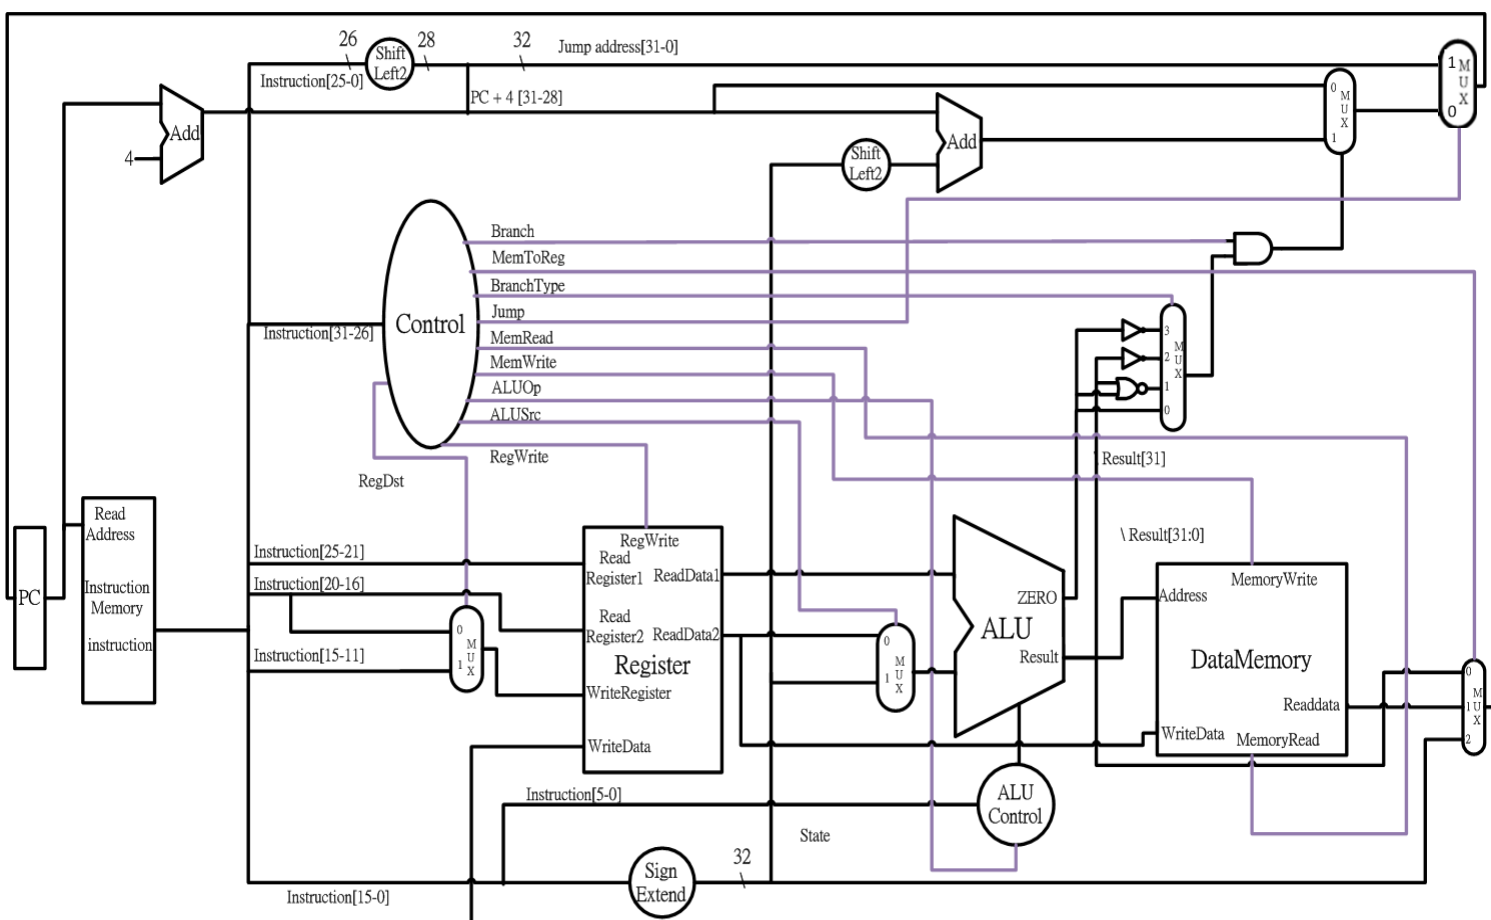 26
28
32
Jump address[31-0]
Shift
Left2
Instruction[25-0]
1
M
U
X
0
PC + 4 [31-28]
0
M
U
X
1
Add
4
Add
Shift
Left2
Branch
MemToReg
BranchType
Jump
MemRead
MemWrite
ALUOp
ALUSrc
RegWrite
RegDst
Control
Instruction[31-26]
3
M
2
U
X
1
0
Result[31]
\ Result[31:0]
Read
Address
Instruction
Memory
instruction
PC
Instruction[25-21]
Instruction[20-16]
Instruction[15-11]
0
M
U
1
X
RegWrite
Read
Register1
ReadData1
Read
Register2
ReadData2
Register
WriteRegister
WriteData
0
M
U
1
X
ZERO
ALU
Result
MemoryWrite
Address
DataMemory
Readdata
WriteData
MemoryRead
0
M
1
U
X
2
Instruction[5-0]
ALU
Control
State
Sign
Extend
32
Instruction[15-0]